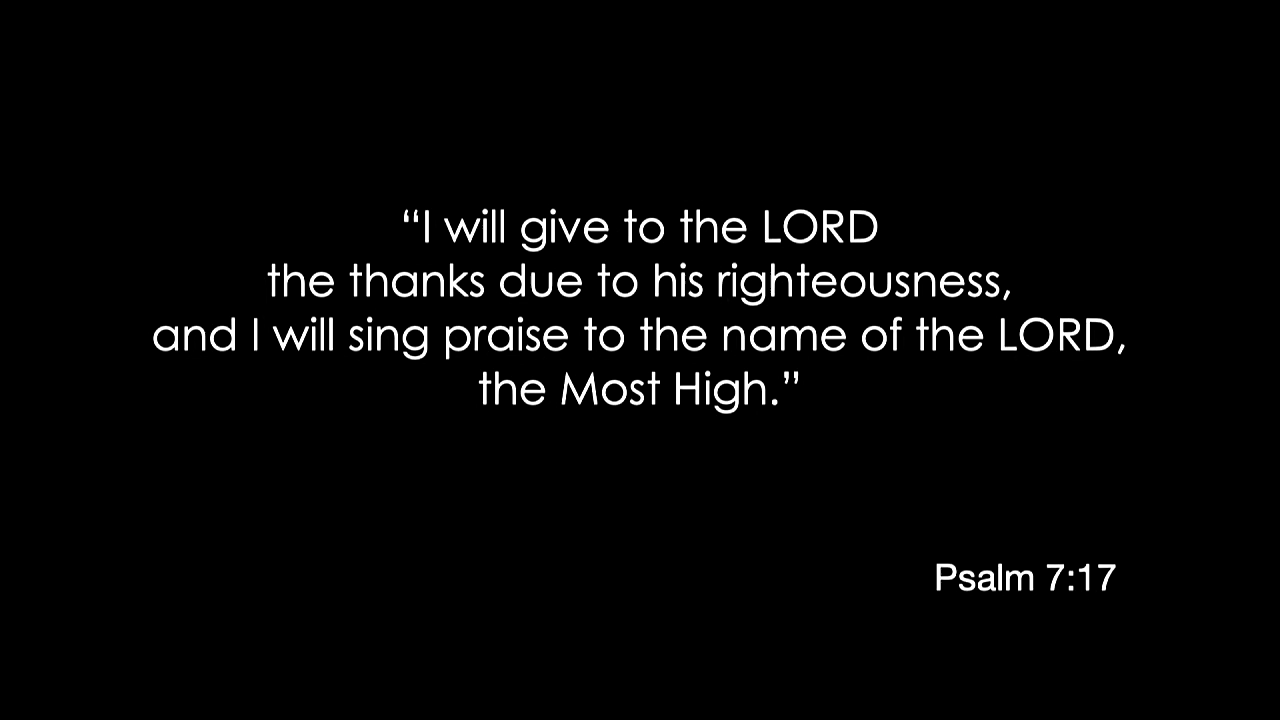 “I will give to the LORD
the thanks due to his righteousness,
and I will sing praise to the name of the LORD,
the Most High.”
Psalm 7:17